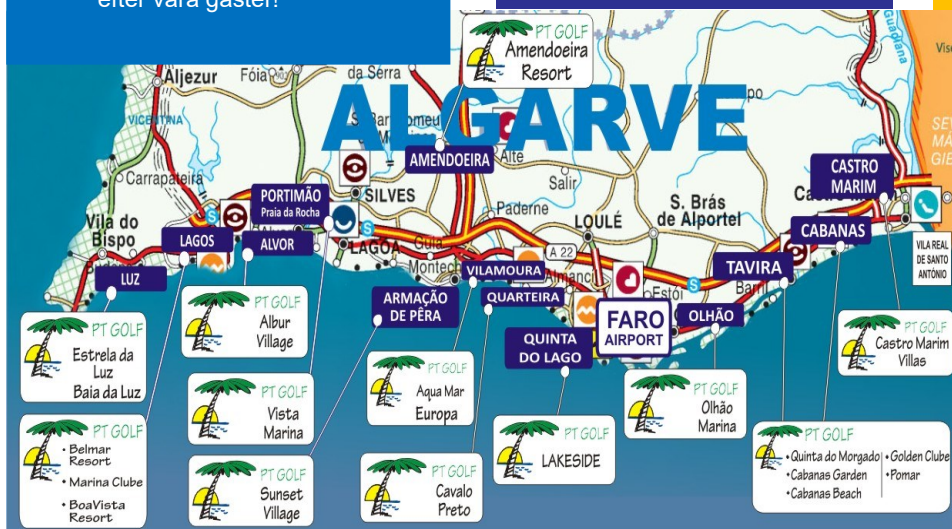 efter våra gäster!
PT GOLF
Amendoeira
Resort
Guadiana
Aljezur
Fóia
da Serra
ALGARVE
VICENTINA
AMENDOEIRA
Alte
Carrapateira
Salir
CASTRO
MARIM
PORTIMÃO
Praia da Rocha
SILVES
Paderne
S. Brás
de Alportel
LOULÉ
CABANAS
Vila do
Bispo
LAGOS
ALVOR
LAGOA
Guia
A 22
VILAMOURA
TAVIRA
VILA REAL
DE SANTO
ANTÓNIO
LUZ
ARMAÇÃO
DE PÊRA
QUARTEIRA
Estói
FARO
AIRPORT
OLHÃO
QUINTA
DO LAGO
PT GOLF
Estrela da
Luz
Baia da Luz
PT GOLF
Albur
Village
PT GOLF
Aqua Mar
Europa
PT GOLF
Olhão
Marina
PT GOLF
Castro Marim
Villas
PT GOLF
Vista
Marina
PT GOLF
• Belmar
Resort
• Marina Clube
• BoaVista
Resort
PT GOLF
Sunset
Village
PT GOLF
Cavalo
Preto
PT GOLF
LAKESIDE
PT GOLF
•Quinta do Morgado
•Cabanas Garden
•Cabanas Beach
•Golden Clube
•Pomar